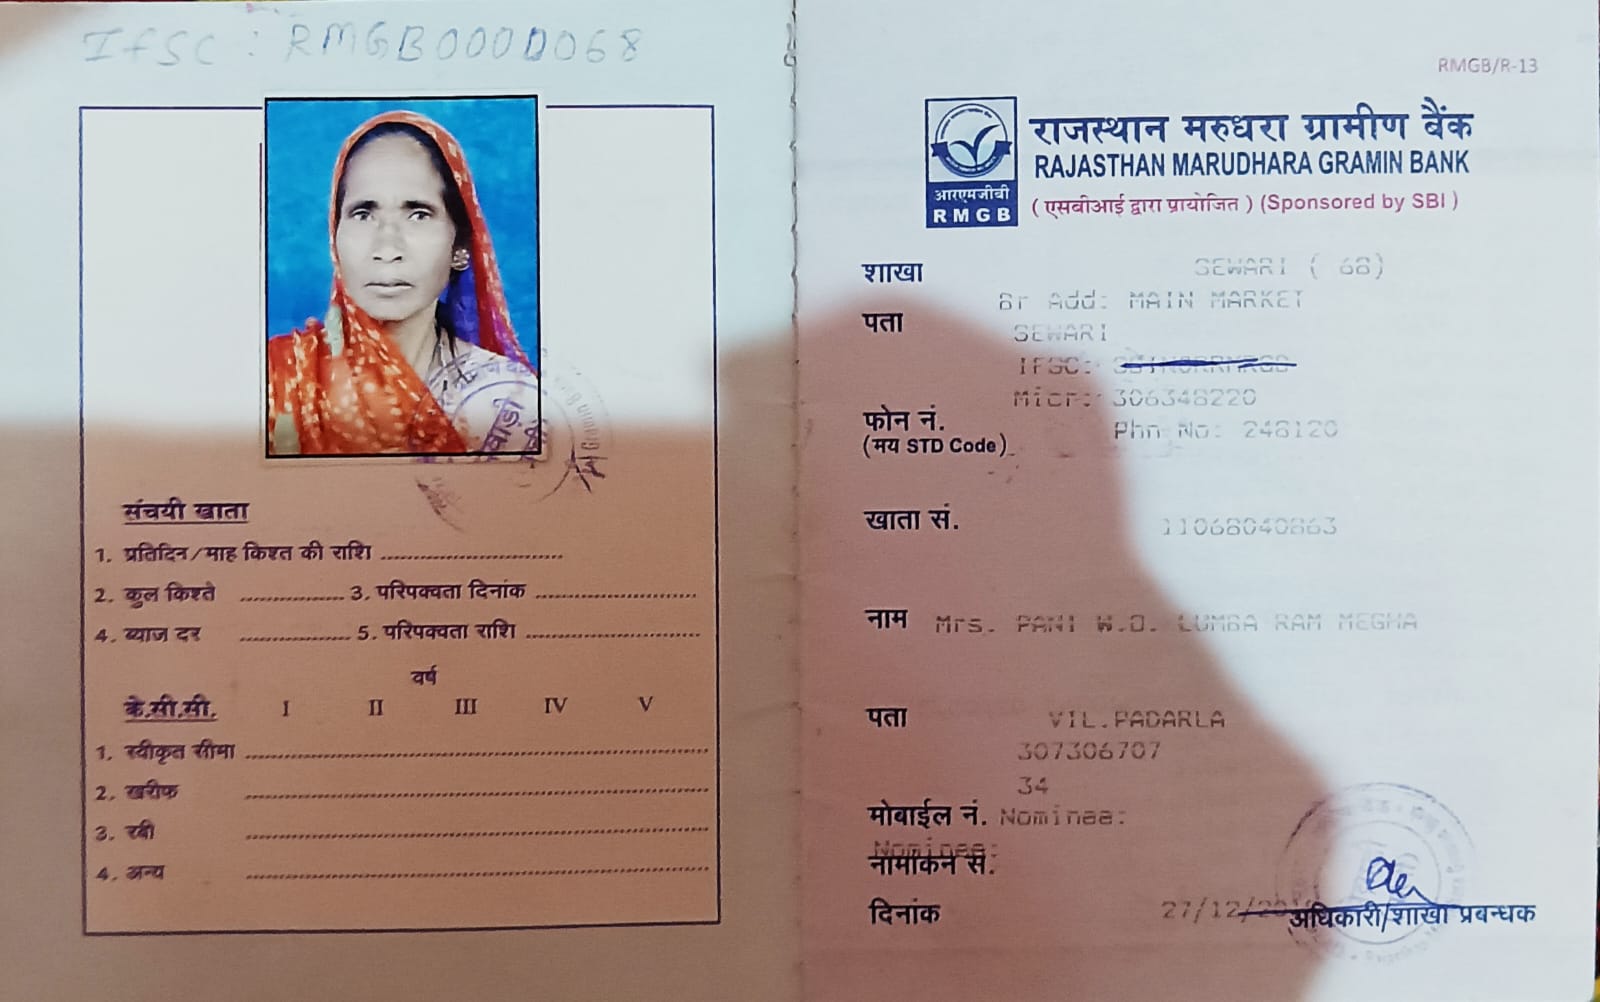 IFSC : RMGB0000068
संचयी खाता
1. प्रतिदिन/माह किश्त की राशि
2. कुल किश्ते 3. परिपक्वता दिनांक
4. ब्याज दर 5. परिपक्वता राशि
वर्ष
के.सी.सी. I II III IV V
1. स्वीकृत सीमा
2. खरीफ
3. रबी
4. अन्य
RMGB/R-13
राजस्थान मरुधरा ग्रामीण बैंक
RAJASTHAN MARUDHARA GRAMIN BANK
आरएमजीबी
RMGB
( एसबीआई द्वारा प्रायोजित ) (Sponsored by SBI )
शाखा SEWARI ( 68)
Br Add: MAIN MARKET
पता
SEWARI
IFSC:
Micr: 306348220
फोन नं. Phn No: 248120
(मय STD Code)
खाता सं. 11068040863
नाम Mrs. PANI W.O. LUMBA RAM MEGHA
पता VIL.PADARLA
307306707
34
मोबाईल नं. Nominee:
Nominee:
नामांकन सं.
दिनांक 27/12/
अधिकारी/शाखा प्रबन्धक